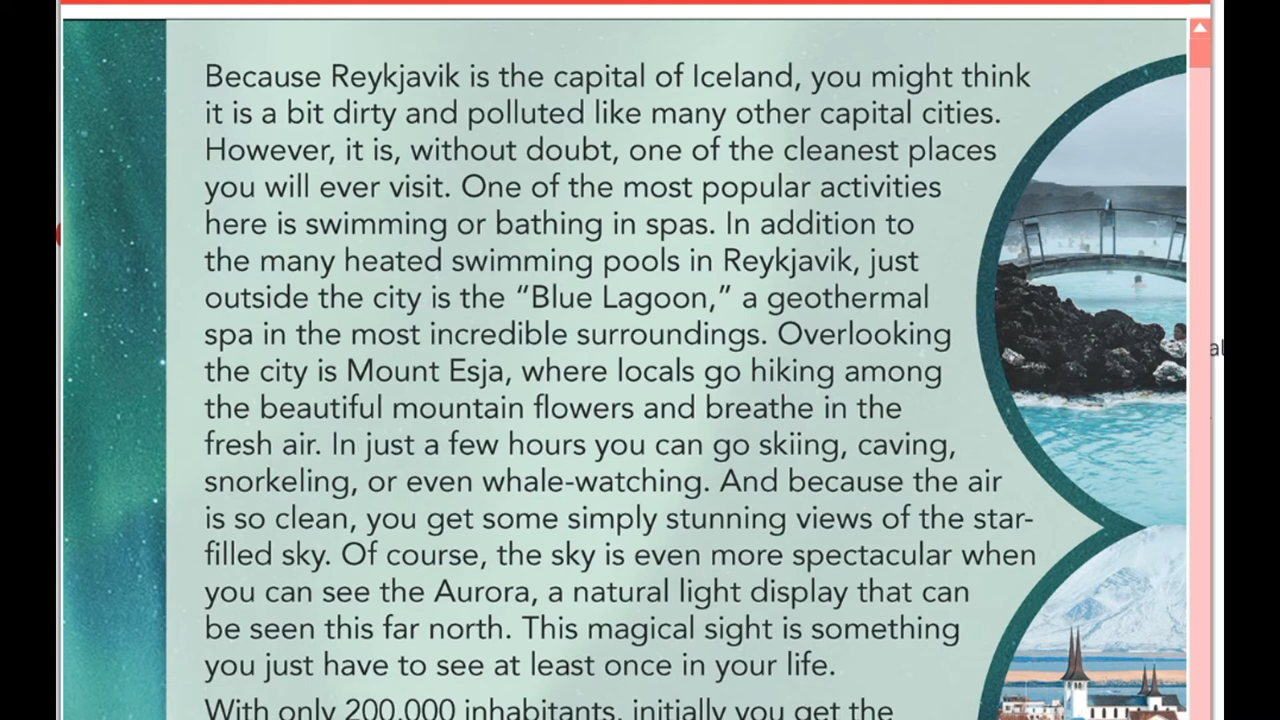 Because Reykjavik is the capital of Iceland, you might think
it is a bit dirty and polluted like many other capital cities.
However, it is, without doubt, one of the cleanest places
you will ever visit. One of the most popular activities
here is swimming or bathing in spas. In addition to
the many heated swimming pools in Reykjavik, just
outside the city is the “Blue Lagoon,” a geothermal
spa in the most incredible surroundings. Overlooking
the city is Mount Esja, where locals go hiking among
the beautiful mountain flowers and breathe in the
fresh air. In just a few hours you can go skiing, caving,
snorkeling, or even whale-watching. And because the air
is so clean, you get some simply stunning views of the star-
filled sky. Of course, the sky is even more spectacular when
you can see the Aurora, a natural light display that can
be seen this far north. This magical sight is something
you just have to see at least once in your life.
With only 200,000 inhabitants, initially you get the